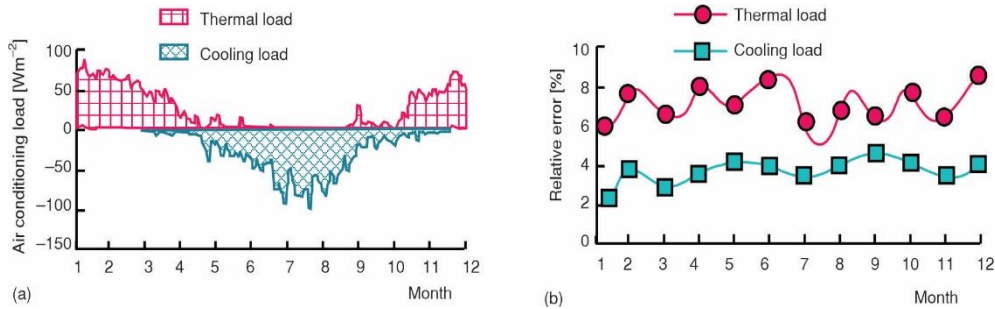 Thermal load
Cooling load
Air conditioning load [Wm−2]
100
50
0
−50
−100
−150
1 2 3 4 5 6 7 8 9 10 11 12
(a)
Month
Thermal load
Cooling load
Relative error [%]
10
8
6
4
2
0
1 2 3 4 5 6 7 8 9 10 11 12
(b)
Month